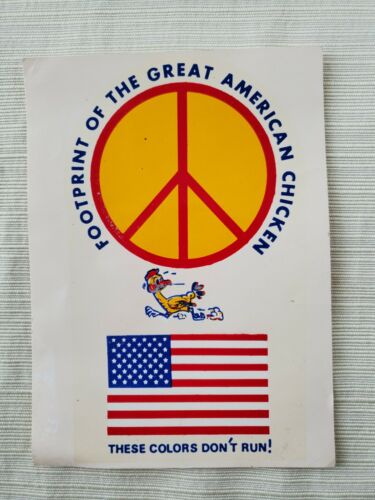 FOOTPRINT OF THE GREAT AMERICAN CHICKEN
THESE COLORS DON'T RUN!